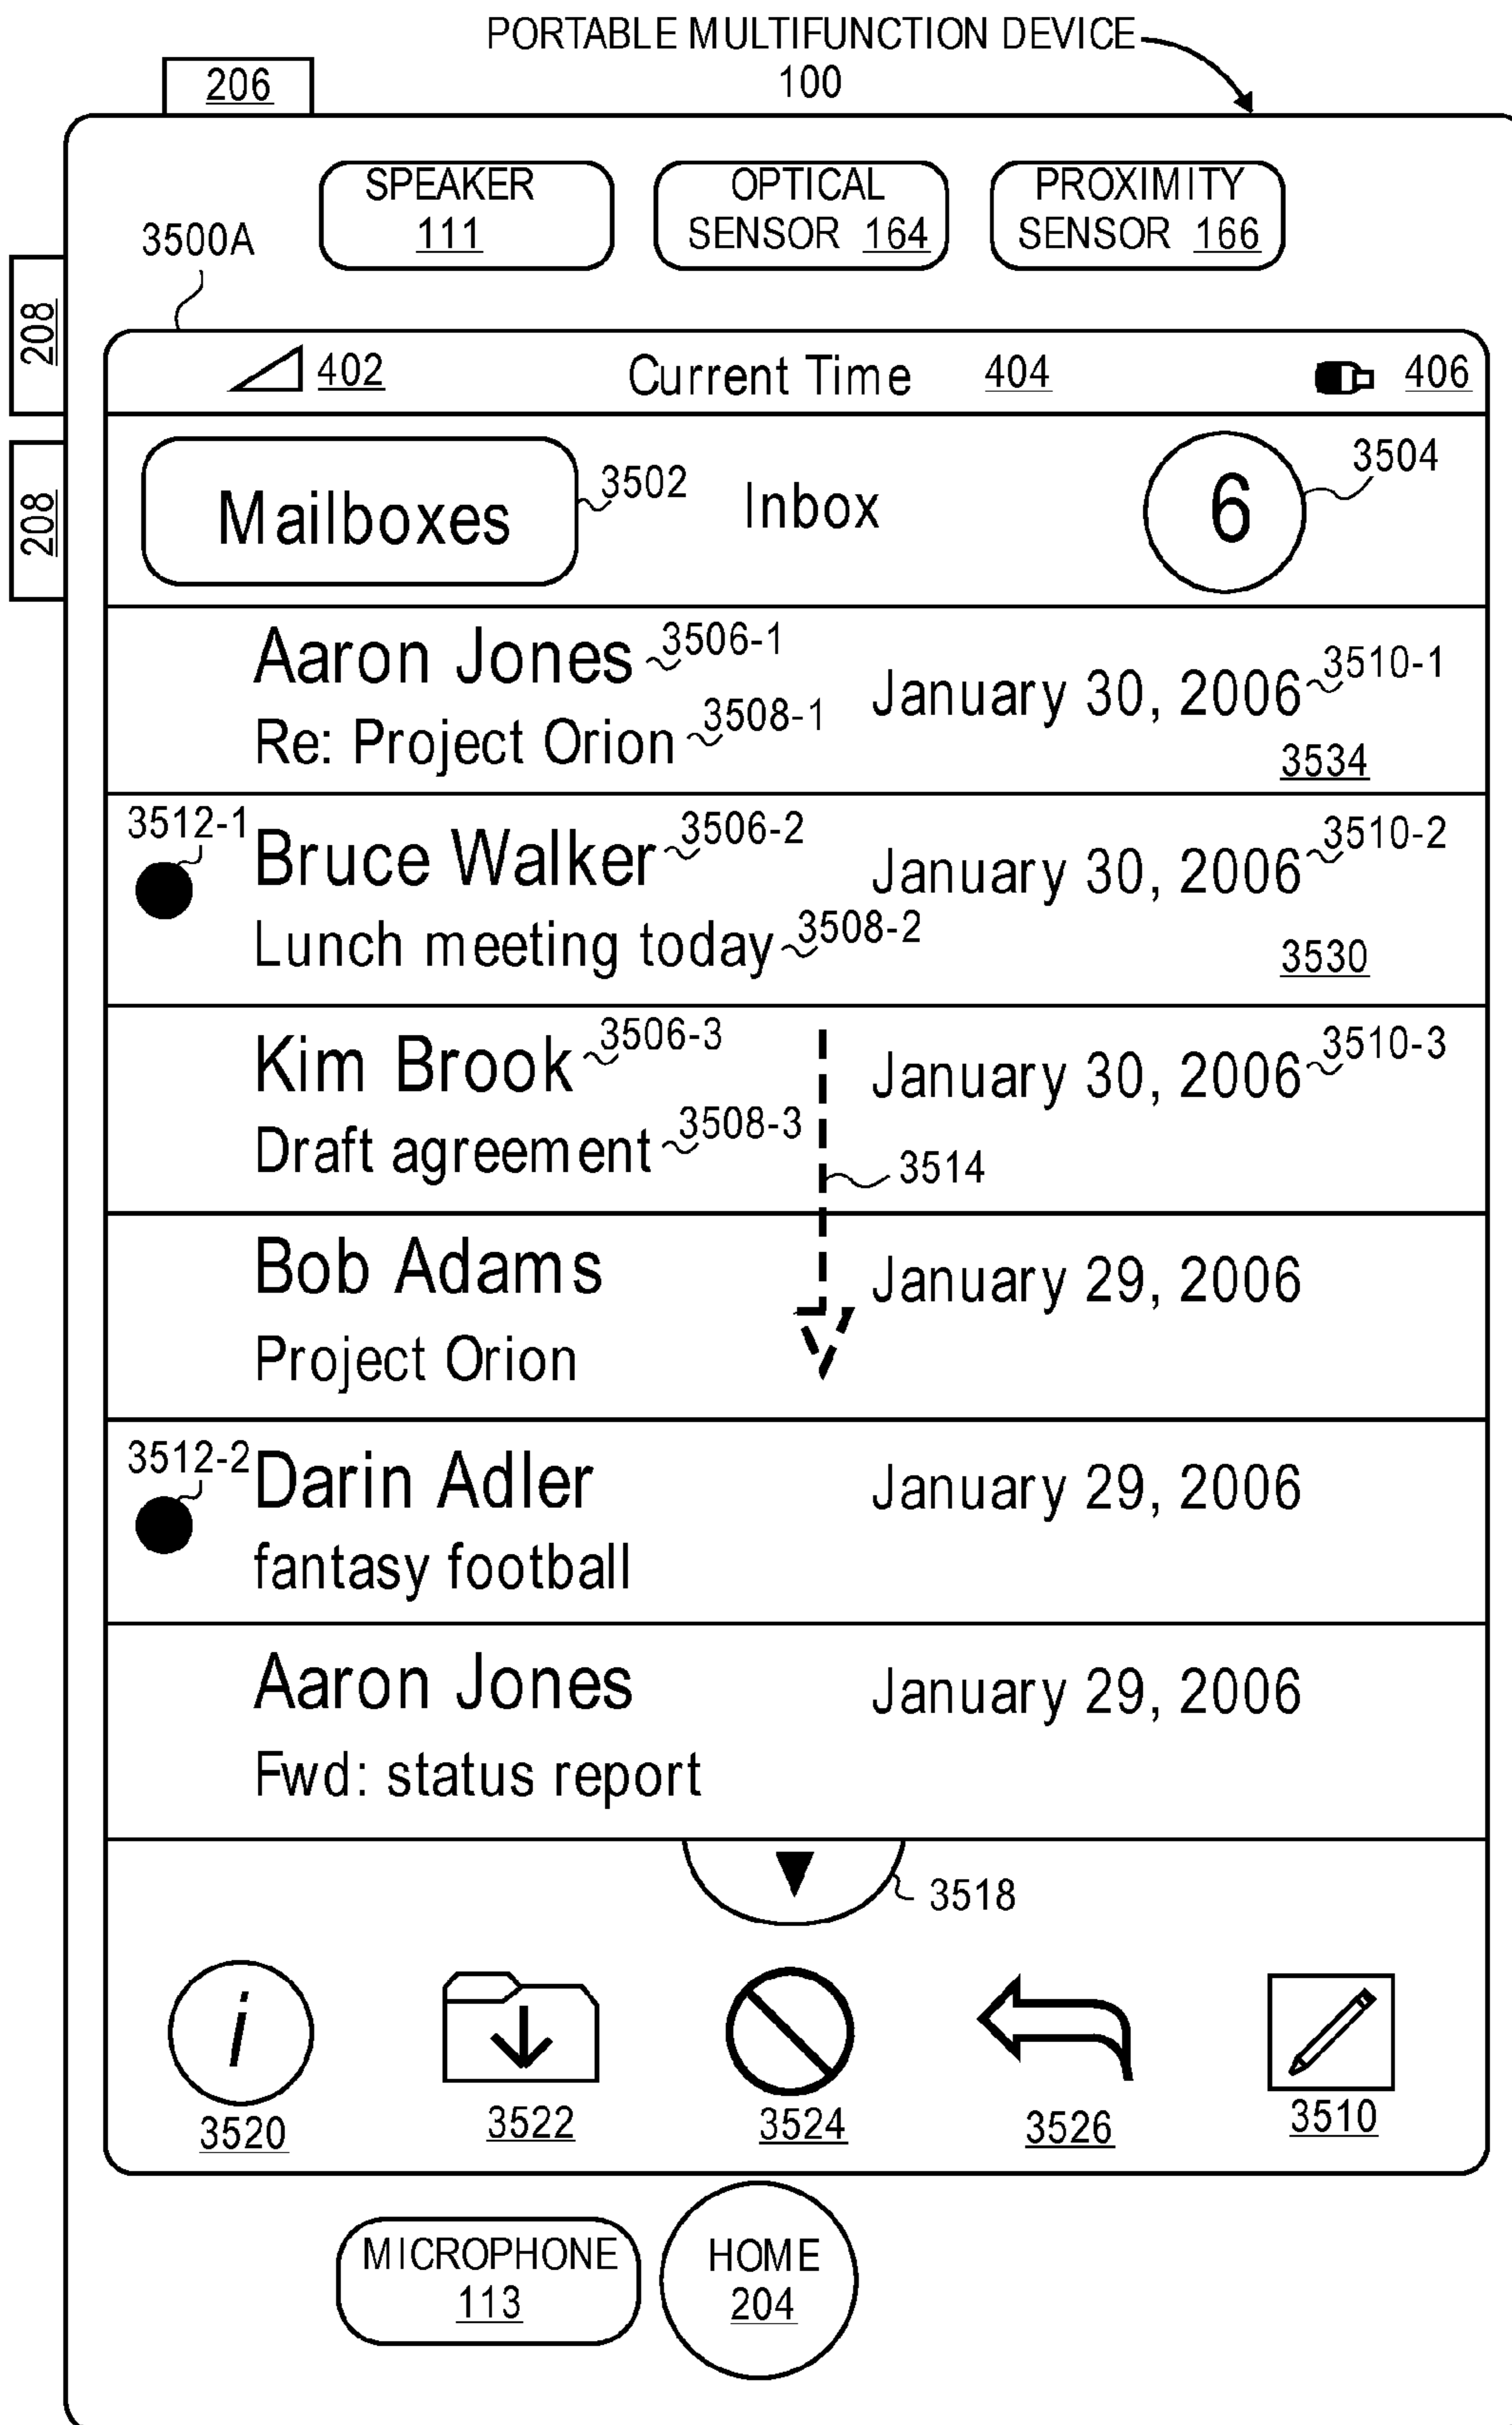 PORTABLE MULTIFUNCTION DEVICE
100
206
SPEAKER
111
OPTICAL
SENSOR 164
PROXIMITY
SENSOR 166
3500A
208
208
402
Current Time 404
406
Mailboxes
3502
Inbox
6
3504
Aaron Jones 3506-1
January 30, 2006 3510-1
Re: Project Orion 3508-1
3534
3512-1
Bruce Walker 3506-2
January 30, 2006 3510-2
Lunch meeting today 3508-2
3530
Kim Brook 3506-3
January 30, 2006 3510-3
Draft agreement 3508-3
3514
Bob Adams
January 29, 2006
Project Orion
3512-2
Darin Adler
January 29, 2006
fantasy football
Aaron Jones
January 29, 2006
Fwd: status report
3518
i
3520
3522
3524
3526
3510
MICROPHONE
113
HOME
204